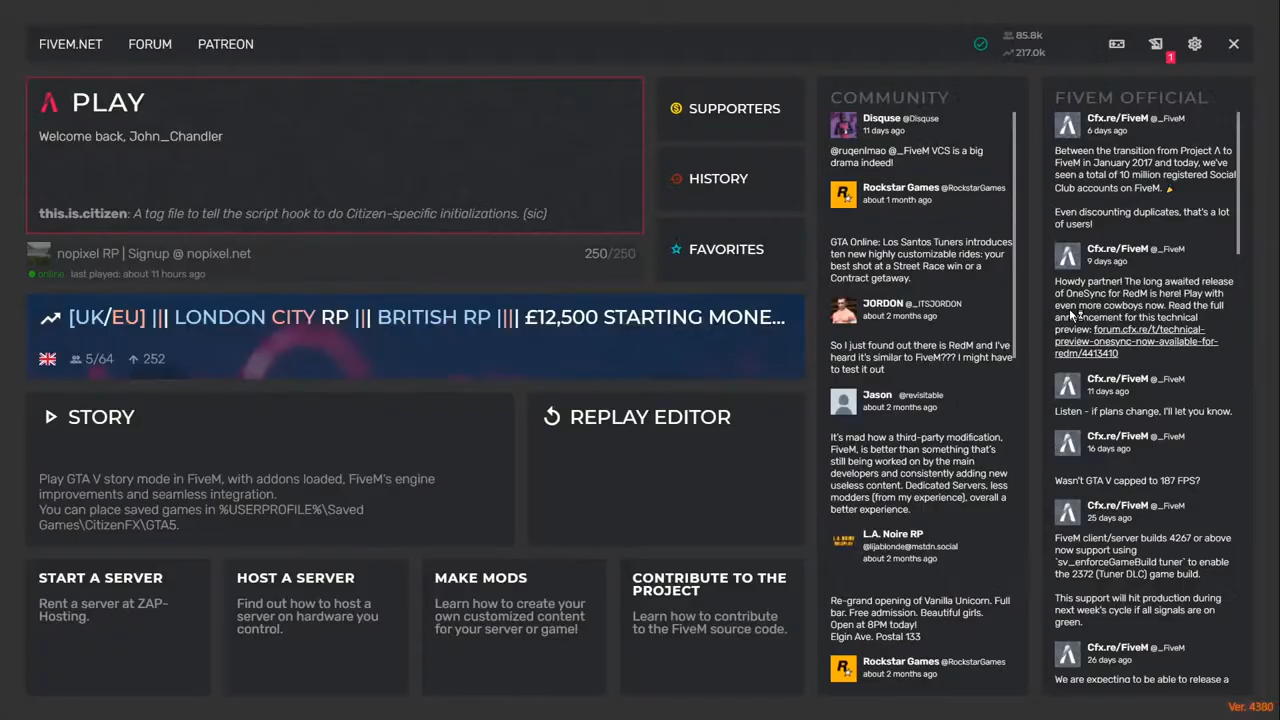 FIVEM.NET
FORUM
PATREON
85.8k
217.0k
1
PLAY
Welcome back, John_Chandler
this.is.citizen: A tag file to tell the script hook to do Citizen-specific initializations. (sic)
nopixel RP | Signup @ nopixel.net
250/250
online
last played: about 11 hours ago
SUPPORTERS
HISTORY
FAVORITES
[UK/EU] ||| LONDON CITY RP ||| BRITISH RP |||| £12,500 STARTING MONE...
5/64
252
STORY
Play GTA V story mode in FiveM, with addons loaded, FiveM's engine
improvements and seamless integration.
You can place saved games in %USERPROFILE%\Saved
Games\CitizenFX\GTA5.
REPLAY EDITOR
START A SERVER
Rent a server at ZAP-
Hosting.
HOST A SERVER
Find out how to host a
server on hardware you
control.
MAKE MODS
Learn how to create your
own customized content
for your server or game!
CONTRIBUTE TO THE
PROJECT
Learn how to contribute
to the FiveM source code.
COMMUNITY
Disquse @Disquse
11 days ago
@ruqenlmao @_FiveM VCS is a big
drama indeed!
Rockstar Games @RockstarGames
about 1 month ago
GTA Online: Los Santos Tuners introduces
ten new highly customizable rides: your
best shot at a Street Race win or a
Contract getaway.
JORDON @_ITSJORDON
about 2 months ago
So I just found out there is RedM and I've
heard it's similar to FiveM??? I might have
to test it out
Jason @revisitable
about 2 months ago
It's mad how a third-party modification,
FiveM, is better than something that's
still being worked on by the main
developers and consistently adding new
useless content. Dedicated Servers, less
modders (from my experience), overall a
better experience.
L.A. Noire RP
@lijablonde@mstdn.social
about 2 months ago
Re-grand opening of Vanilla Unicorn. Full
bar. Free admission. Beautiful girls.
Open at 8PM today!
Elgin Ave. Postal 133
Rockstar Games @RockstarGames
about 2 months ago
FIVEM OFFICIAL
Cfx.re/FiveM @_FiveM
6 days ago
Between the transition from Project Λ to
FiveM in January 2017 and today, we've
seen a total of 10 million registered Social
Club accounts on FiveM.
Even discounting duplicates, that's a lot
of users!
Cfx.re/FiveM @_FiveM
9 days ago
Howdy partner! The long awaited release
of OneSync for RedM is here! Play with
even more cowboys now. Read the full
announcement for this technical
preview: forum.cfx.re/t/technical-
preview-onesync-now-available-for-
redm/4413410
Cfx.re/FiveM @_FiveM
11 days ago
Listen - if plans change, I'll let you know.
Cfx.re/FiveM @_FiveM
16 days ago
Wasn't GTA V capped to 187 FPS?
Cfx.re/FiveM @_FiveM
25 days ago
FiveM client/server builds 4267 or above
now support using
`sv_enforceGameBuild tuner` to enable
the 2372 (Tuner DLC) game build.
This support will hit production during
next week's cycle if all signals are on
green.
Cfx.re/FiveM @_FiveM
26 days ago
We are expecting to be able to release a
Ver. 4380